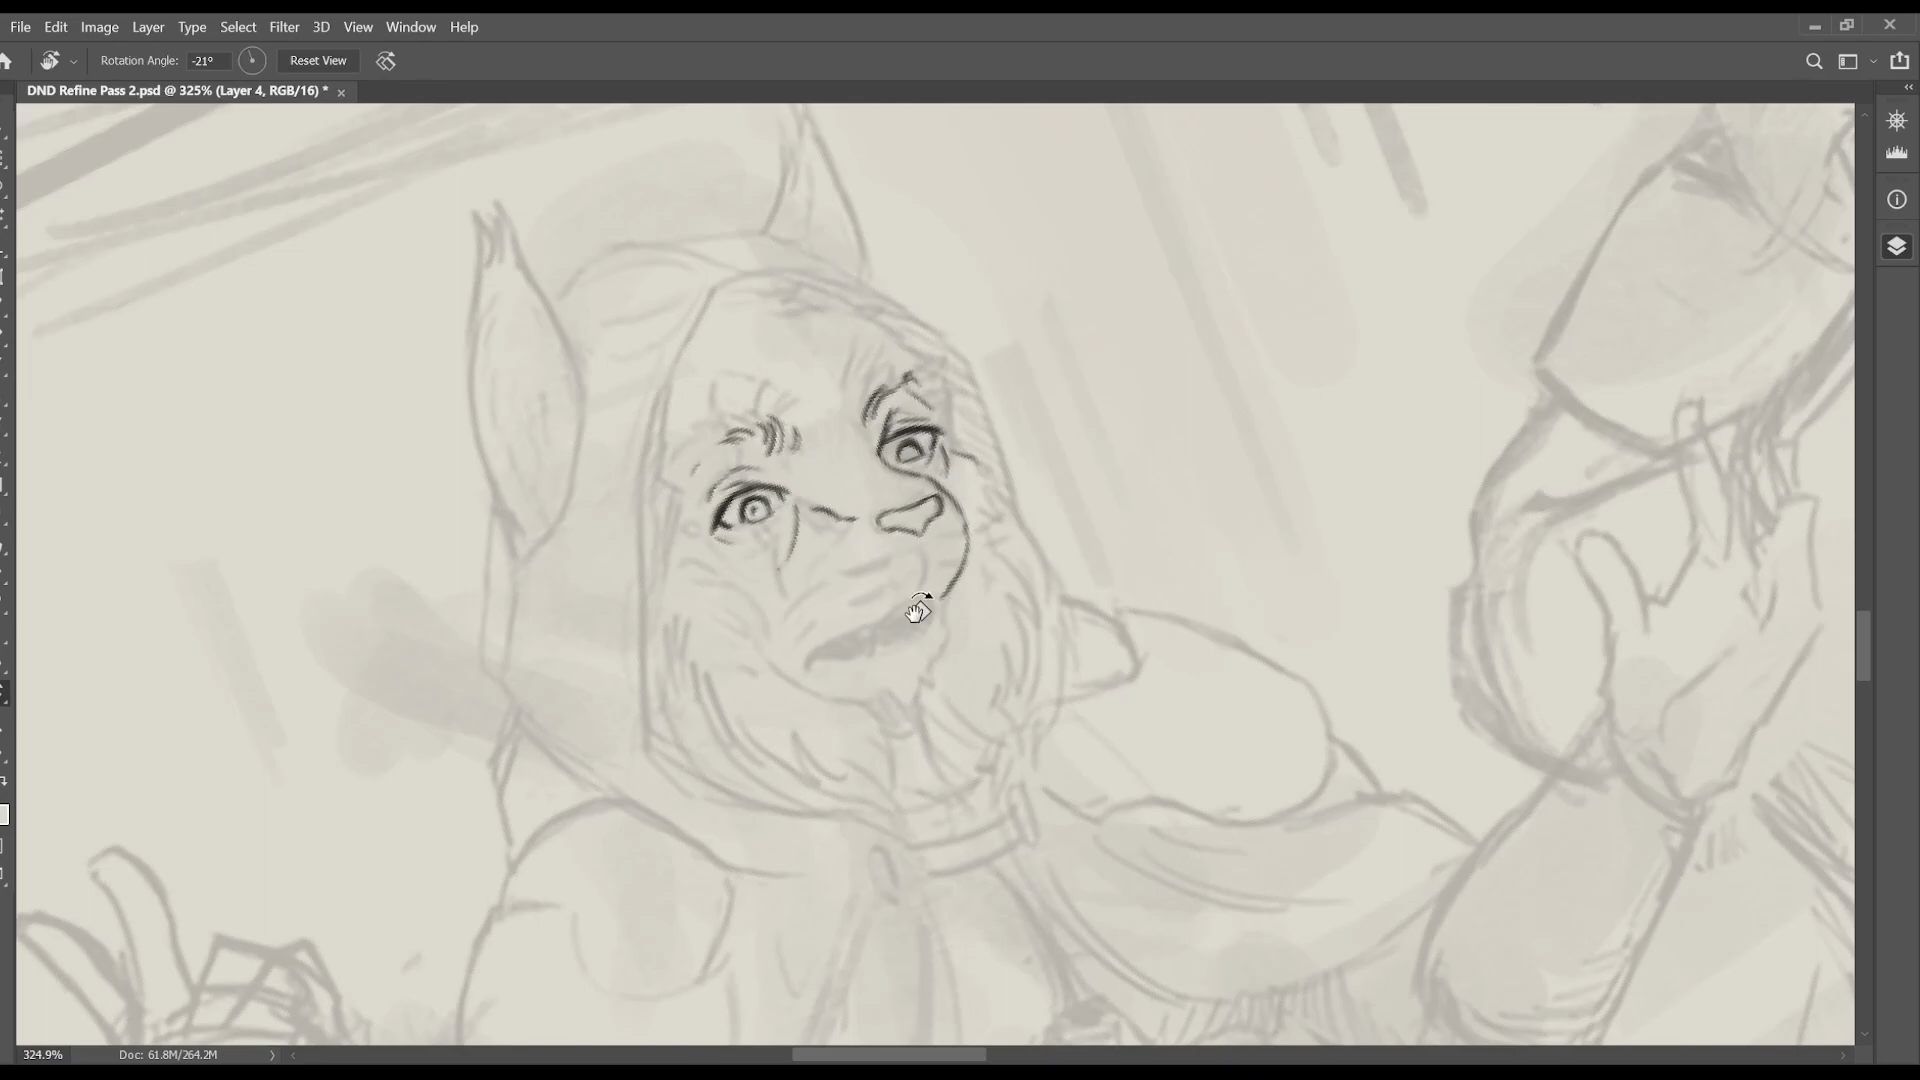 File Edit Image Layer Type Select Filter 3D View Window Help
Rotation Angle: -21° Reset View
DND Refine Pass 2.psd @ 325% (Layer 4, RGB/16) *
324.9% Doc: 61.8M/264.2M